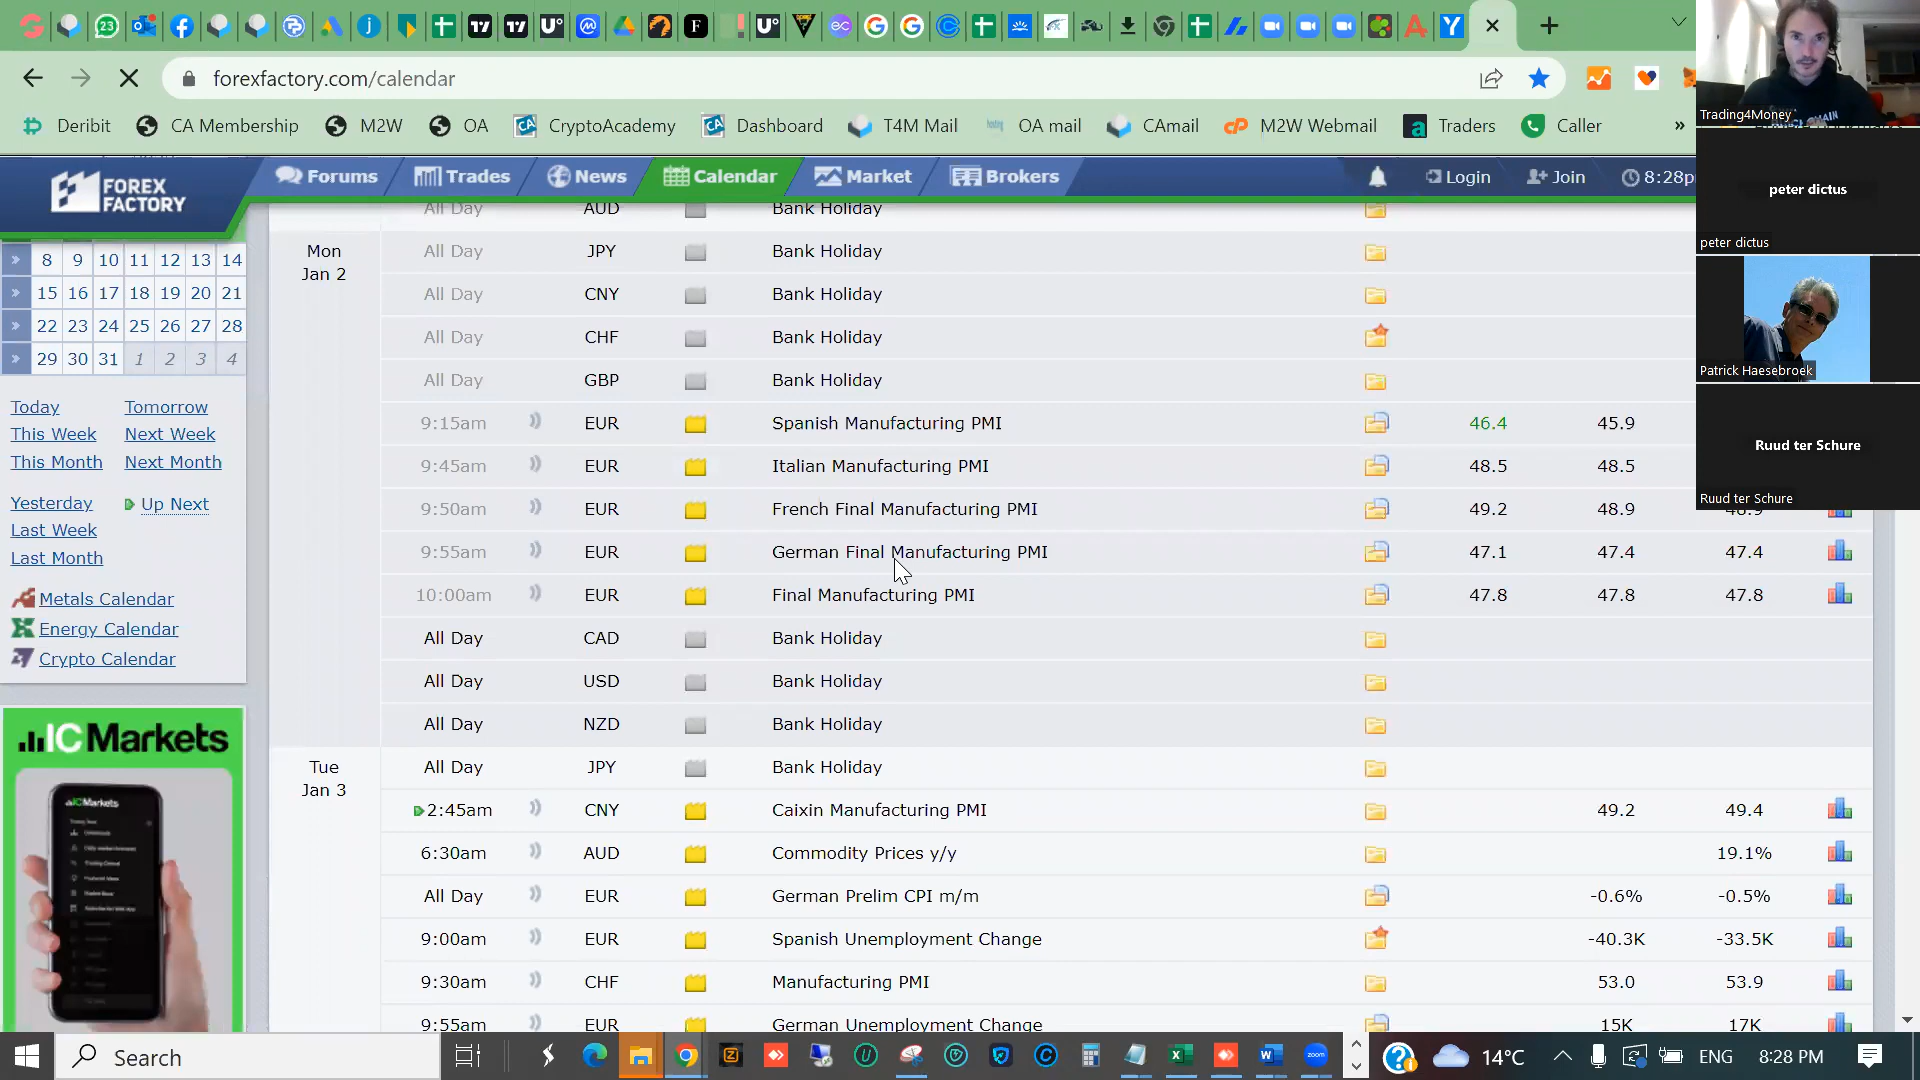 forexfactory.com/calendar
Deribit CA Membership M2W OA CryptoAcademy Dashboard T4M Mail OA mail CAmail M2W Webmail Traders Caller »
Trading4Money
FOREX FACTORY
Forums Trades News Calendar Market Brokers Login Join 8:28p
peter dictus
peter dictus
Patrick Haesebroek
Ruud ter Schure
Ruud ter Schure
8 9 10 11 12 13 14
15 16 17 18 19 20 21
22 23 24 25 26 27 28
29 30 31 1 2 3 4
Today Tomorrow
This Week Next Week
This Month Next Month
Yesterday Up Next
Last Week
Last Month
Metals Calendar
Energy Calendar
Crypto Calendar
IC Markets
All Day AUD Bank Holiday
Mon Jan 2 All Day JPY Bank Holiday
All Day CNY Bank Holiday
All Day CHF Bank Holiday
All Day GBP Bank Holiday
9:15am EUR Spanish Manufacturing PMI 46.4 45.9
9:45am EUR Italian Manufacturing PMI 48.5 48.5
9:50am EUR French Final Manufacturing PMI 49.2 48.9 48.9
9:55am EUR German Final Manufacturing PMI 47.1 47.4 47.4
10:00am EUR Final Manufacturing PMI 47.8 47.8 47.8
All Day CAD Bank Holiday
All Day USD Bank Holiday
All Day NZD Bank Holiday
Tue Jan 3 All Day JPY Bank Holiday
2:45am CNY Caixin Manufacturing PMI 49.2 49.4
6:30am AUD Commodity Prices y/y 19.1%
All Day EUR German Prelim CPI m/m -0.6% -0.5%
9:00am EUR Spanish Unemployment Change -40.3K -33.5K
9:30am CHF Manufacturing PMI 53.0 53.9
9:55am EUR German Unemployment Change 15K 17K
Search 14°C ENG 8:28 PM